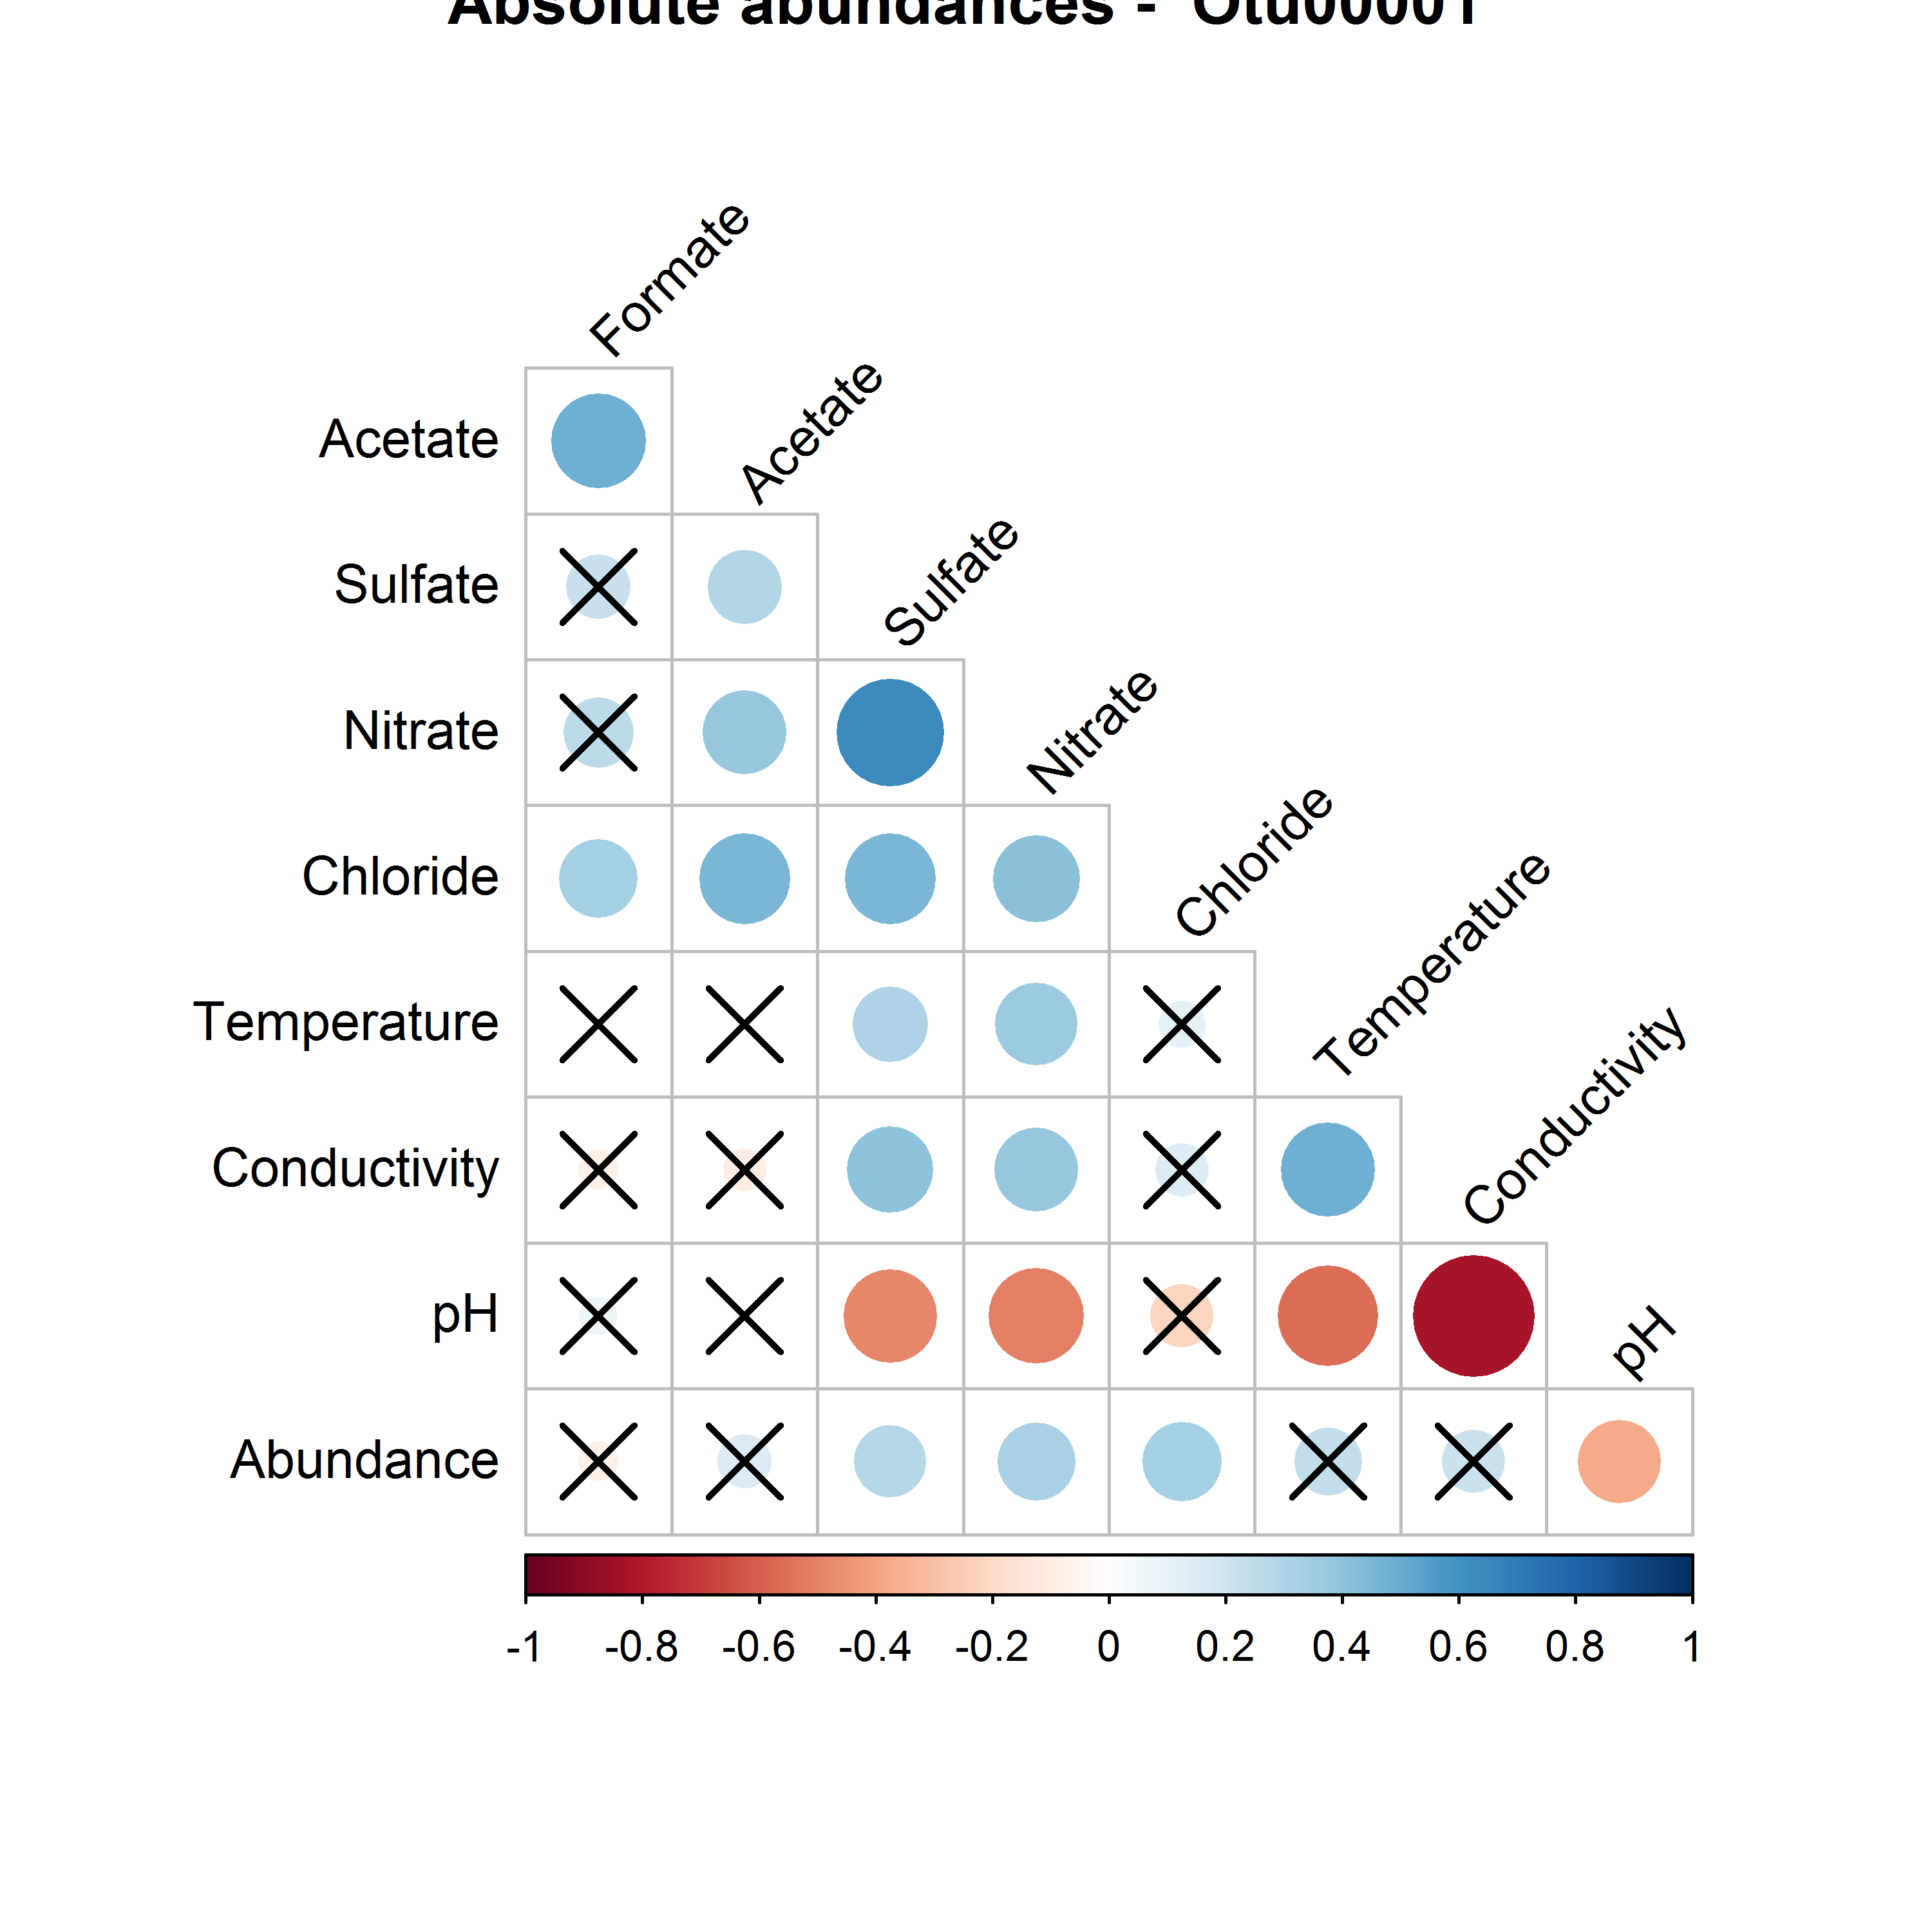 Absolute abundances - Otu00001
Formate
Acetate
Sulfate
Nitrate
Chloride
Temperature
Conductivity
pH
Acetate
Sulfate
Nitrate
Chloride
Temperature
Conductivity
pH
Abundance
-1 -0.8 -0.6 -0.4 -0.2 0 0.2 0.4 0.6 0.8 1